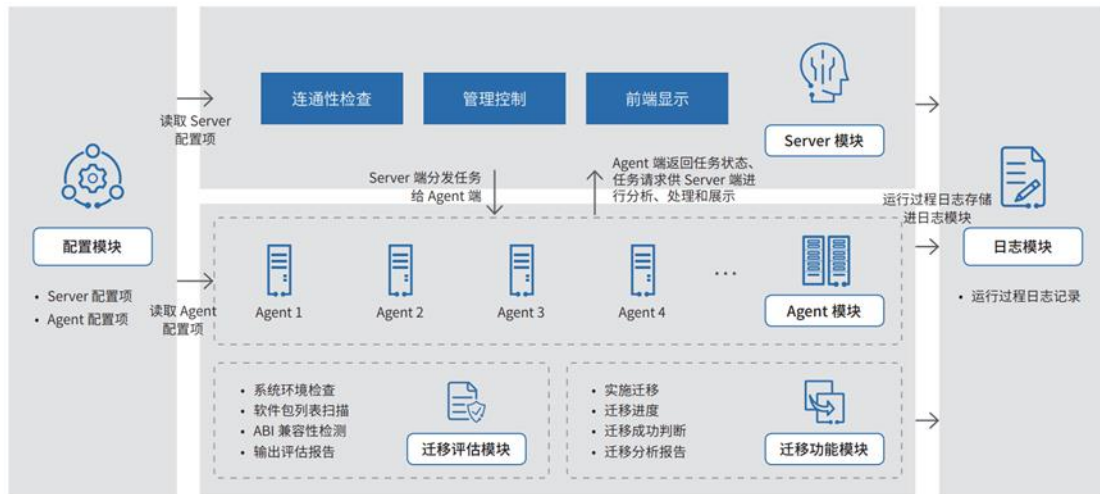 配置模块
• Server 配置项
• Agent 配置项
读取 Server
配置项
读取 Agent
配置项
连通性检查
管理控制
前端显示
Server 模块
Server 端分发任务
给 Agent 端
Agent 端返回任务状态、
任务请求供 Server 端进
行分析、处理和展示
Agent 1
Agent 2
Agent 3
Agent 4
…
Agent 模块
• 系统环境检查
• 软件包列表扫描
• ABI 兼容性检测
• 输出评估报告
迁移评估模块
• 实施迁移
• 迁移进度
• 迁移成功判断
• 迁移分析报告
迁移功能模块
运行过程日志存储
进日志模块
日志模块
• 运行过程日志记录